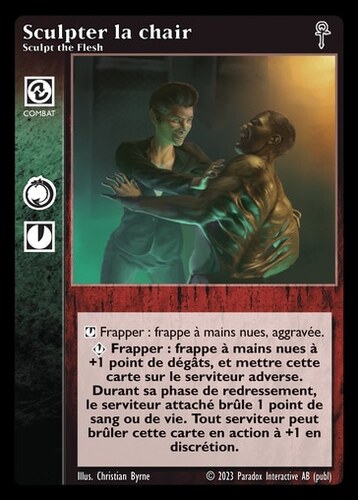 Sculpter la chair
Sculpt the Flesh
COMBAT
Frapper : frappe à mains nues, aggravée.
Frapper : frappe à mains nues à
+1 point de dégâts, et mettre cette
carte sur le serviteur adverse.
Durant sa phase de redressement,
le serviteur attaché brûle 1 point de
sang ou de vie. Tout serviteur peut
brûler cette carte en action à +1 en
discrétion.
Illus. Christian Byrne © 2023 Paradox Interactive AB (publ)